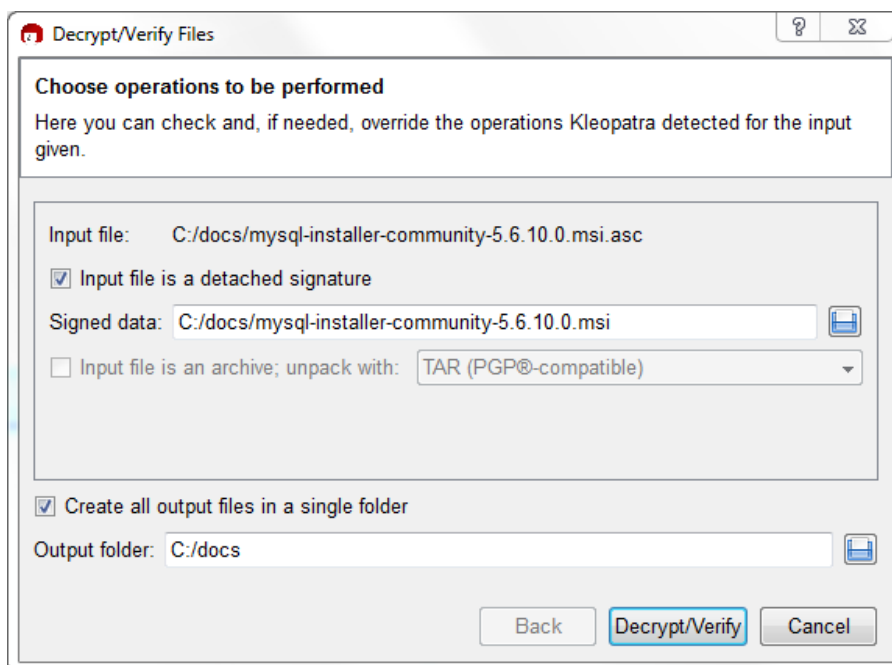 Decrypt/Verify Files
Choose operations to be performed
Here you can check and, if needed, override the operations Kleopatra detected for the input
given.
Input file: C:/docs/mysql-installer-community-5.6.10.0.msi.asc
Input file is a detached signature
Signed data: C:/docs/mysql-installer-community-5.6.10.0.msi
Input file is an archive; unpack with: TAR (PGP®-compatible)
Create all output files in a single folder
Output folder: C:/docs
Back Decrypt/Verify Cancel